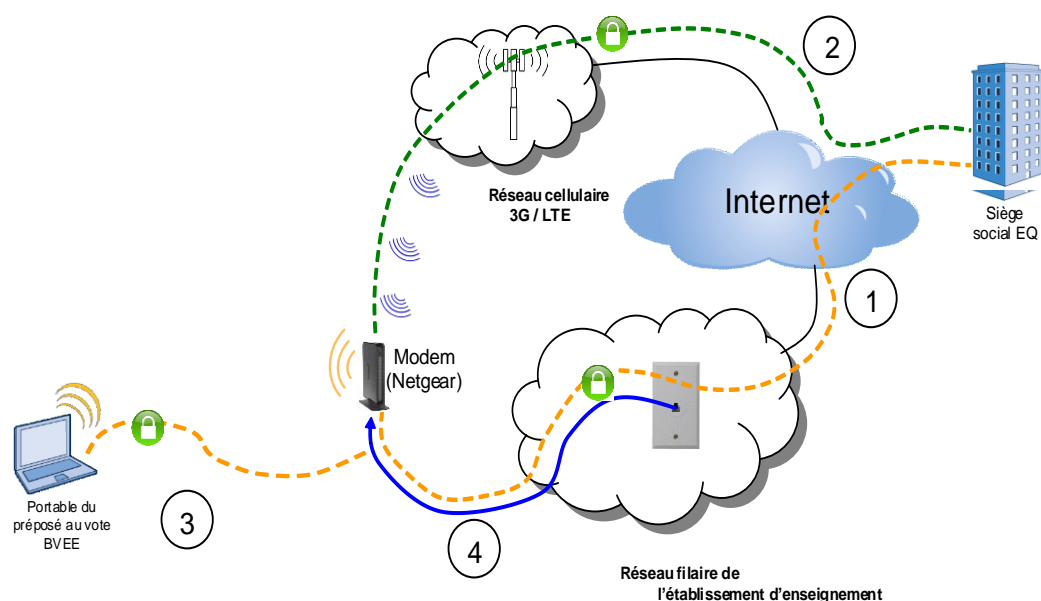 2
Réseau cellulaire
3G / LTE
Internet
Siège
social EQ
1
Modem
(Netgear)
Portable du
préposé au vote
BVEE
3
4
Réseau filaire de
l'établissement d'enseignement